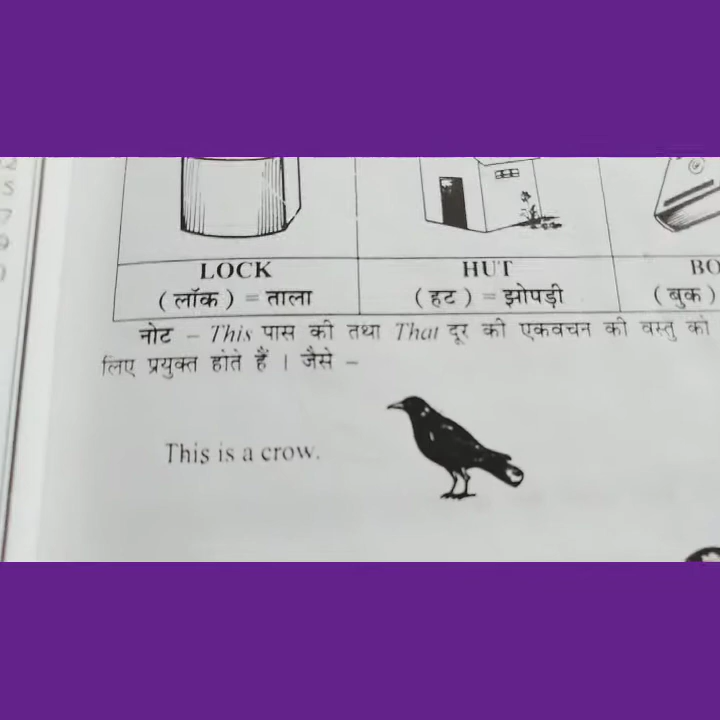 LOCK HUT BO
( लॉक ) = ताला ( हट ) = झोपड़ी ( बुक )
नोट – This पास की तथा That दूर की एकवचन की वस्तु को
लिए प्रयुक्त होते हैं । जैसे –
This is a crow.